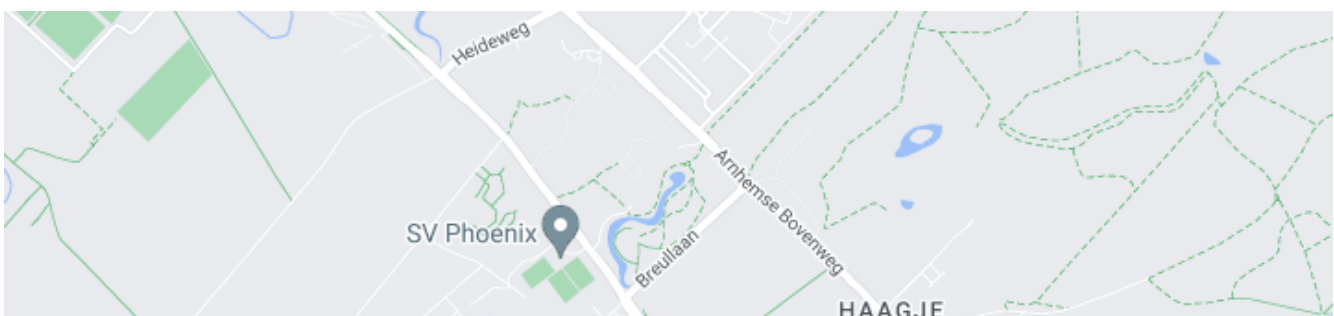 Heideweg
Arnhemse Bovenweg
SV Phoenix
Breullaan
HAAGJE